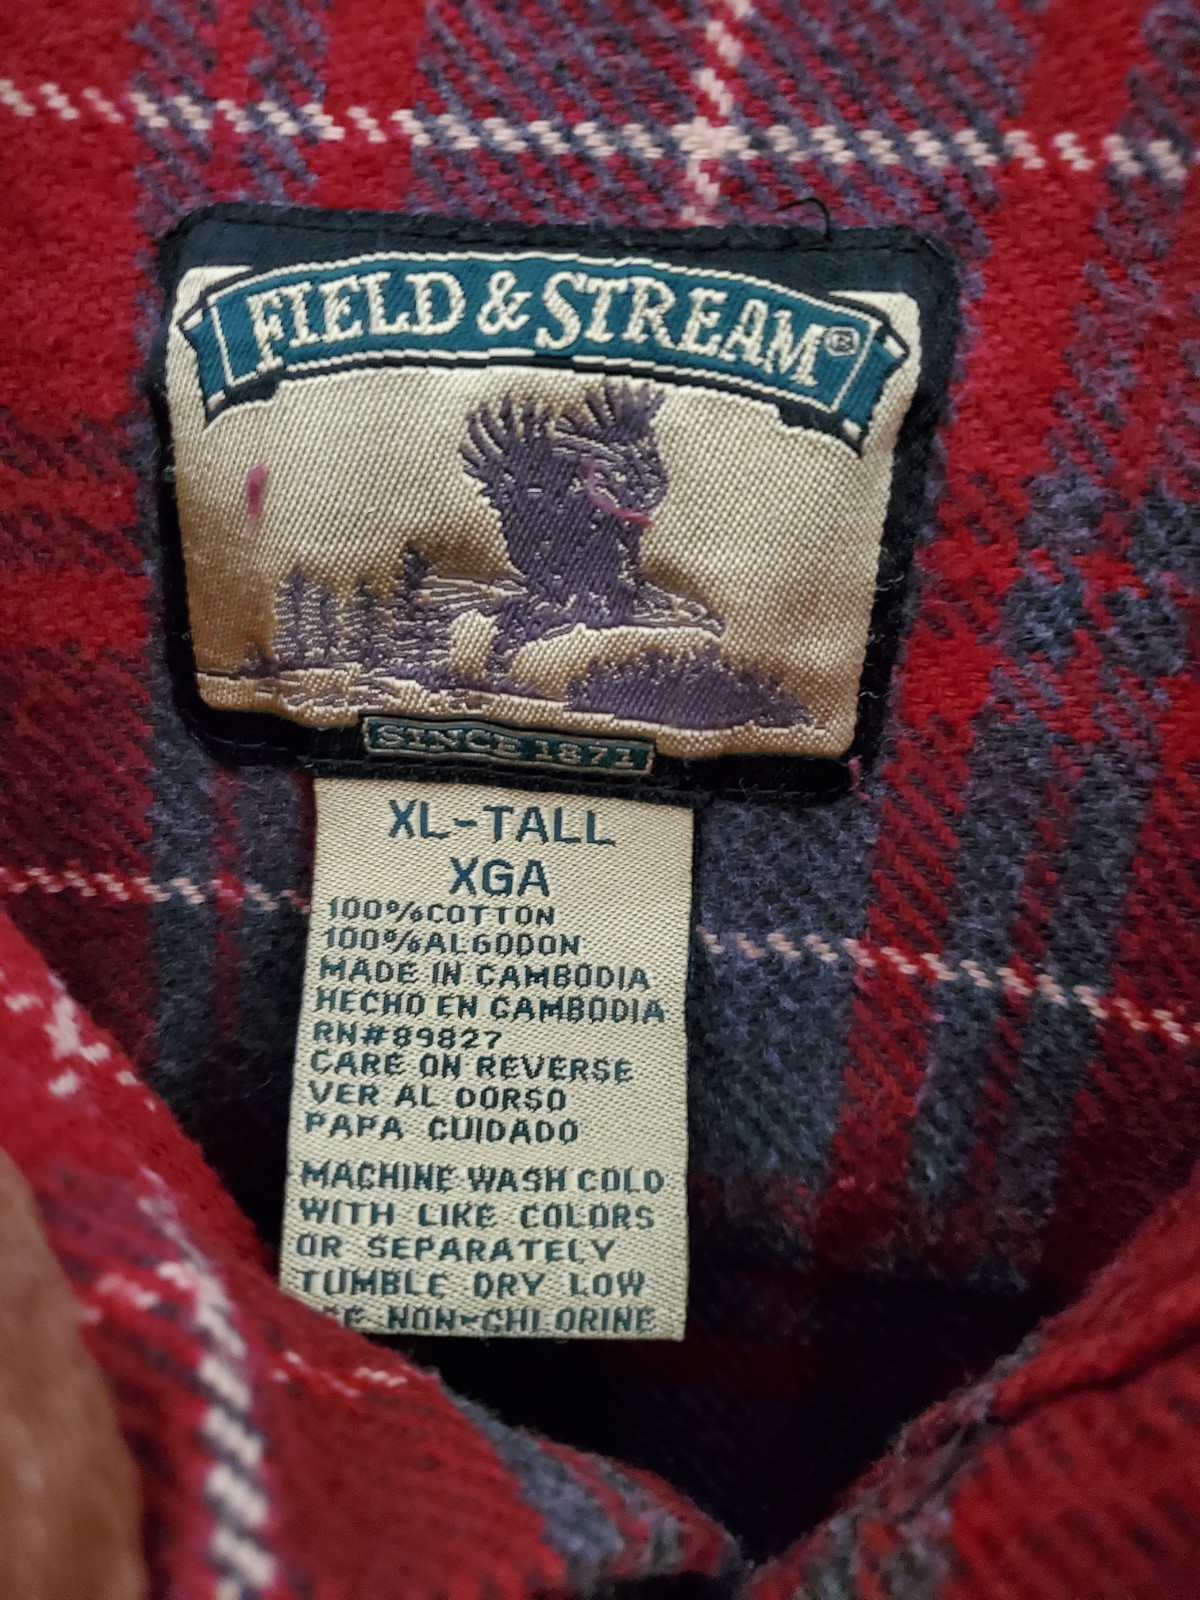 FIELD & STREAM®
SINCE 1871
XL-TALL
XGA
100% COTTON
100% ALGODON
MADE IN CAMBODIA
HECHO EN CAMBODIA
RN#89827
CARE ON REVERSE
VER AL DORSO
PAPA CUIDADO
MACHINE WASH COLD
WITH LIKE COLORS
OR SEPARATELY
TUMBLE DRY LOW
NON-CHLORINE